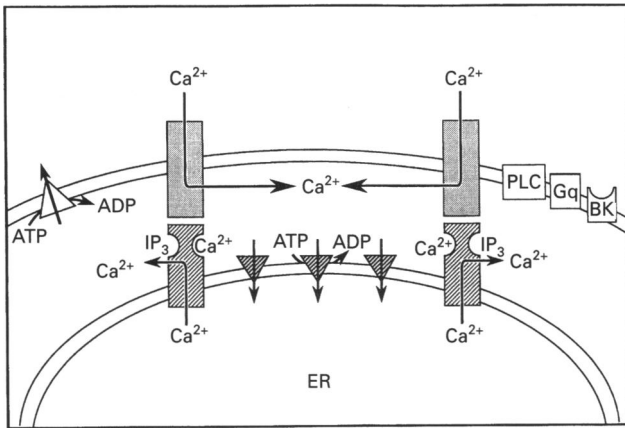 Ca²⁺ Ca²⁺
Ca²⁺
PLC
Gq
BK
ATP ADP
IP₃ Ca²⁺ ATP ADP Ca²⁺ IP₃
Ca²⁺ Ca²⁺
Ca²⁺ Ca²⁺
ER